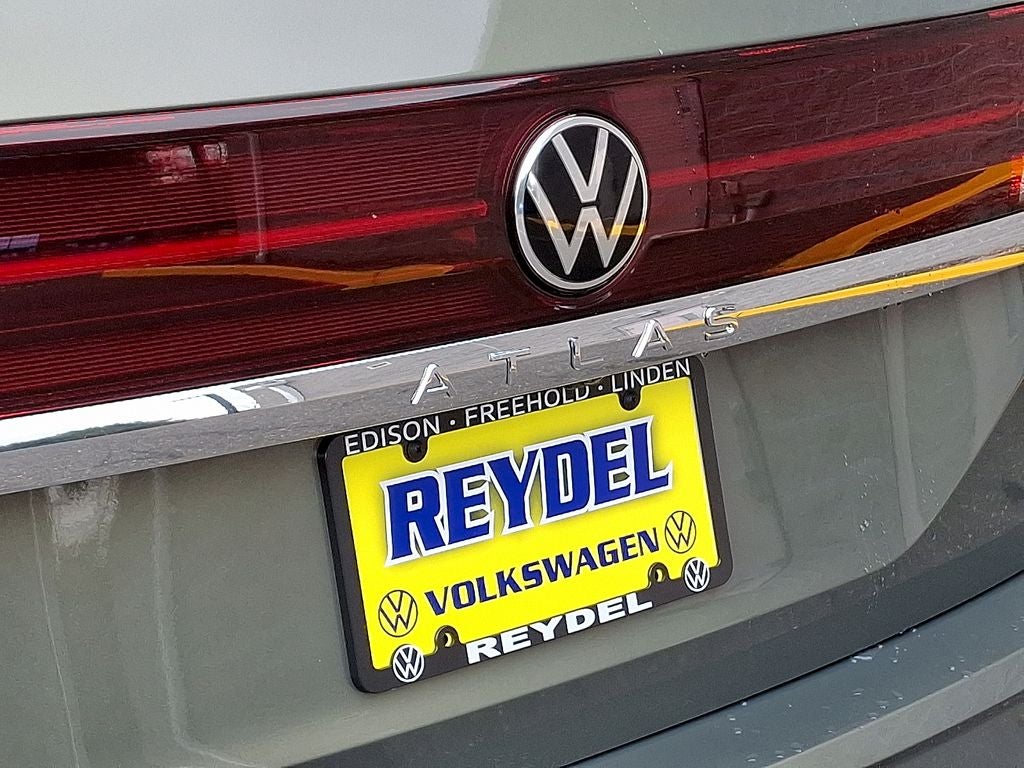 ATLAS
EDISON · FREEHOLD · LINDEN
REYDEL
VOLKSWAGEN
REYDEL